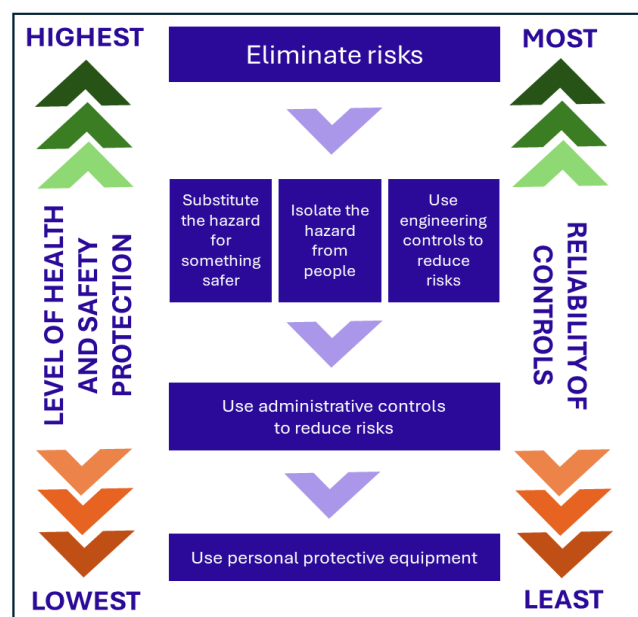 HIGHEST
MOST
Eliminate risks
Substitute
the hazard
for
something
safer
Isolate the
hazard
from
people
Use
engineering
controls to
reduce
risks
LEVEL OF HEALTH
AND SAFETY
PROTECTION
RELIABILITY OF
CONTROLS
Use administrative controls
to reduce risks
Use personal protective equipment
LOWEST
LEAST